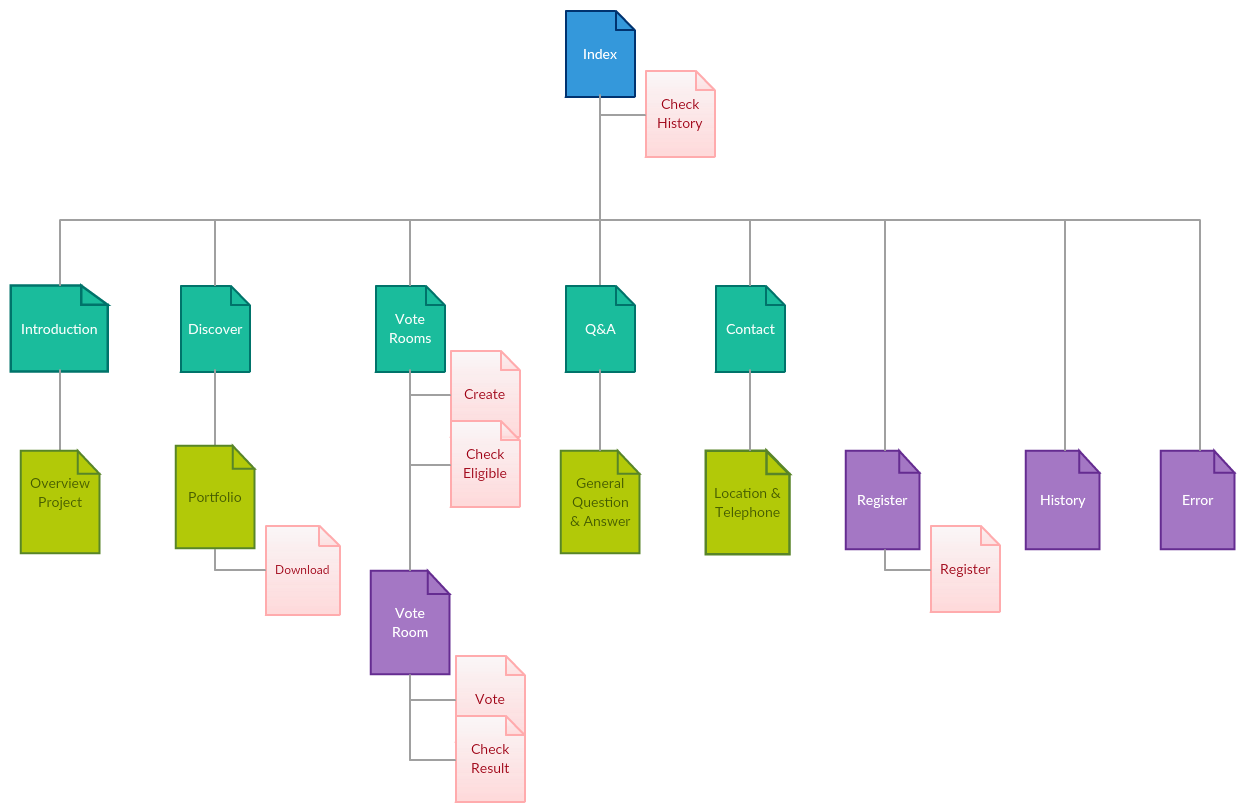 Index
Check
History
Introduction
Discover
Vote
Rooms
Q&A
Contact
Create
Check
Eligible
Overview
Project
Portfolio
General
Question
& Answer
Location &
Telephone
Register
History
Error
Download
Register
Vote
Room
Vote
Check
Result